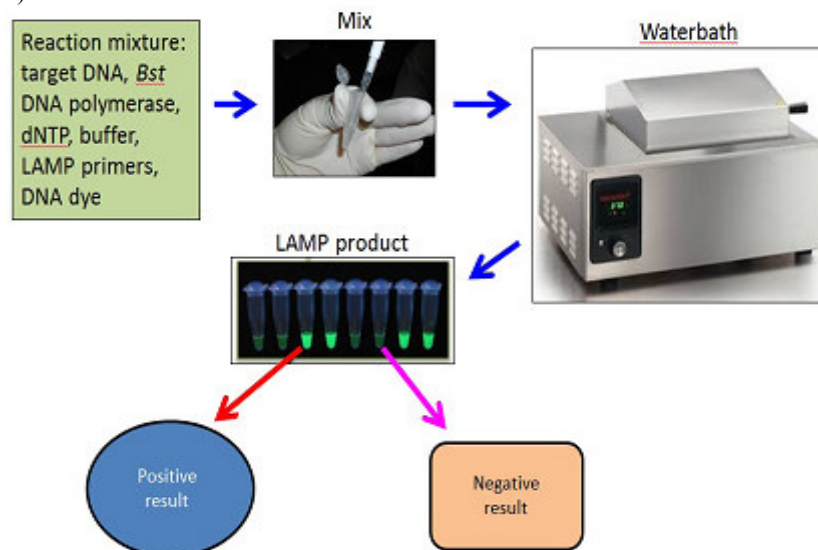 )
Reaction mixture:
target DNA, Bst
DNA polymerase,
dNTP, buffer,
LAMP primers,
DNA dye
Mix
Waterbath
LAMP product
Positive
result
Negative
result